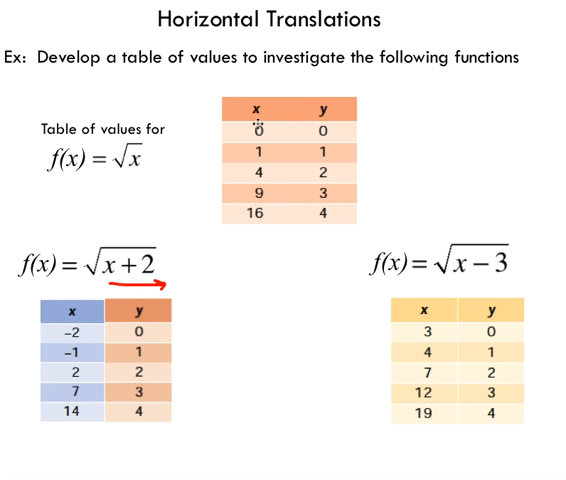 Horizontal Translations
Ex: Develop a table of values to investigate the following functions
Table of values for
f(x) = √x
x y
0 0
1 1
4 2
9 3
16 4
f(x) = √x + 2
x y
–2 0
–1 1
2 2
7 3
14 4
f(x) = √x – 3
x y
3 0
4 1
7 2
12 3
19 4